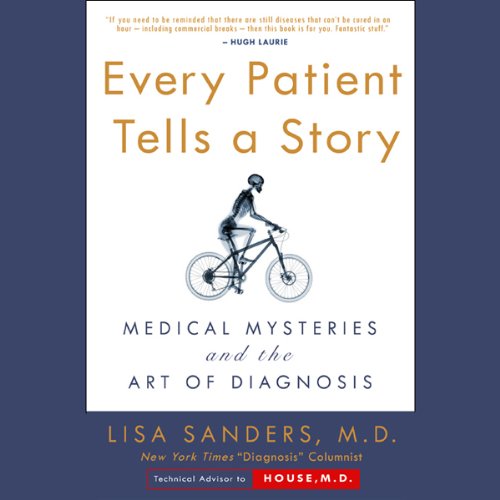 "If you need to be reminded that there are still diseases that can't be cured in an
hour — including commercial breaks — then this book is for you. Fantastic stuff."
– HUGH LAURIE
Every Patient
Tells a Story
MEDICAL MYSTERIES
and the
ART OF DIAGNOSIS
LISA SANDERS, M.D.
New York Times "Diagnosis" Columnist
Technical Advisor to HOUSE, M.D.